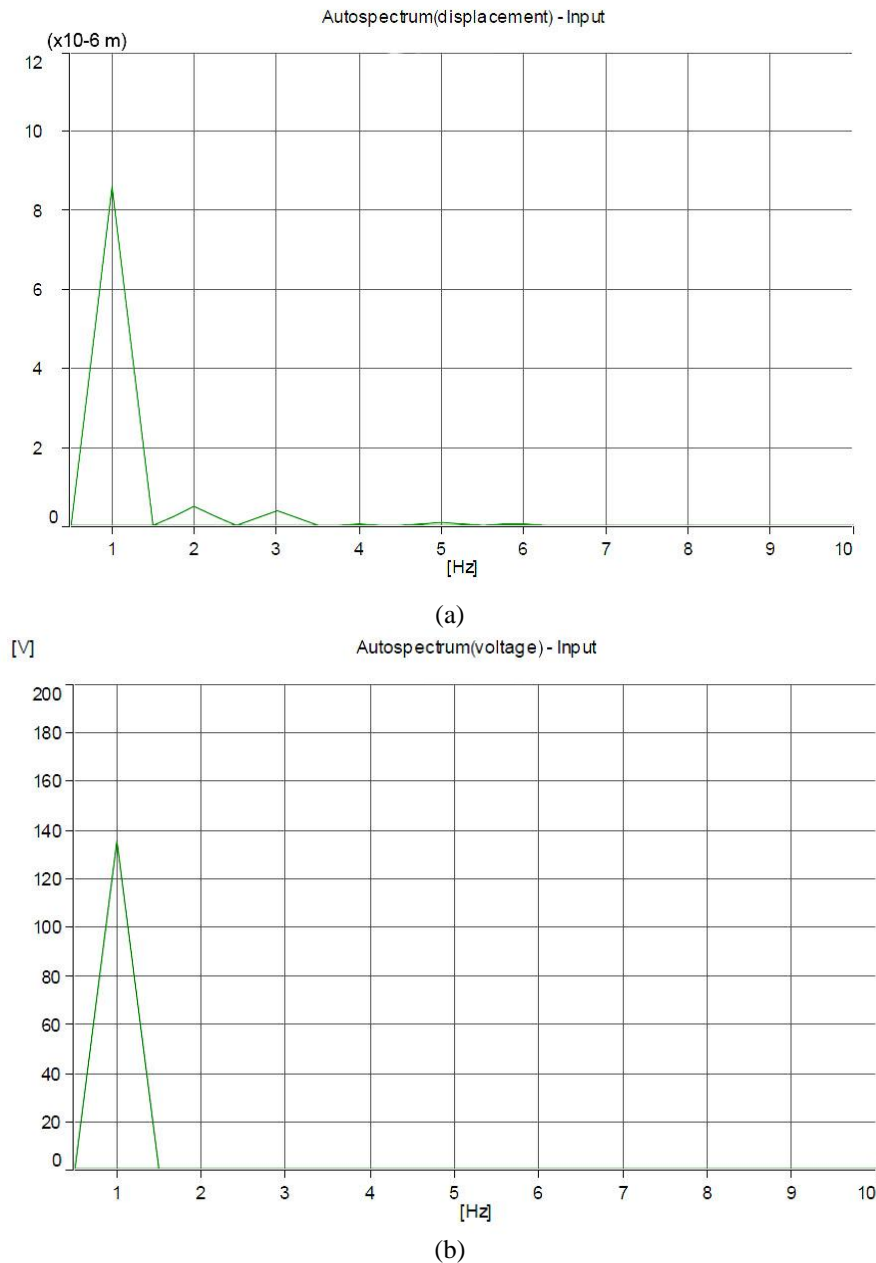 Autospectrum(displacement) - Input
(x10-6 m)
12
10
8
6
4
2
0
1 2 3 4 5 6 7 8 9 10
[Hz]
(a)
[V] Autospectrum(voltage) - Input
200
180
160
140
120
100
80
60
40
20
0
1 2 3 4 5 6 7 8 9 10
[Hz]
(b)